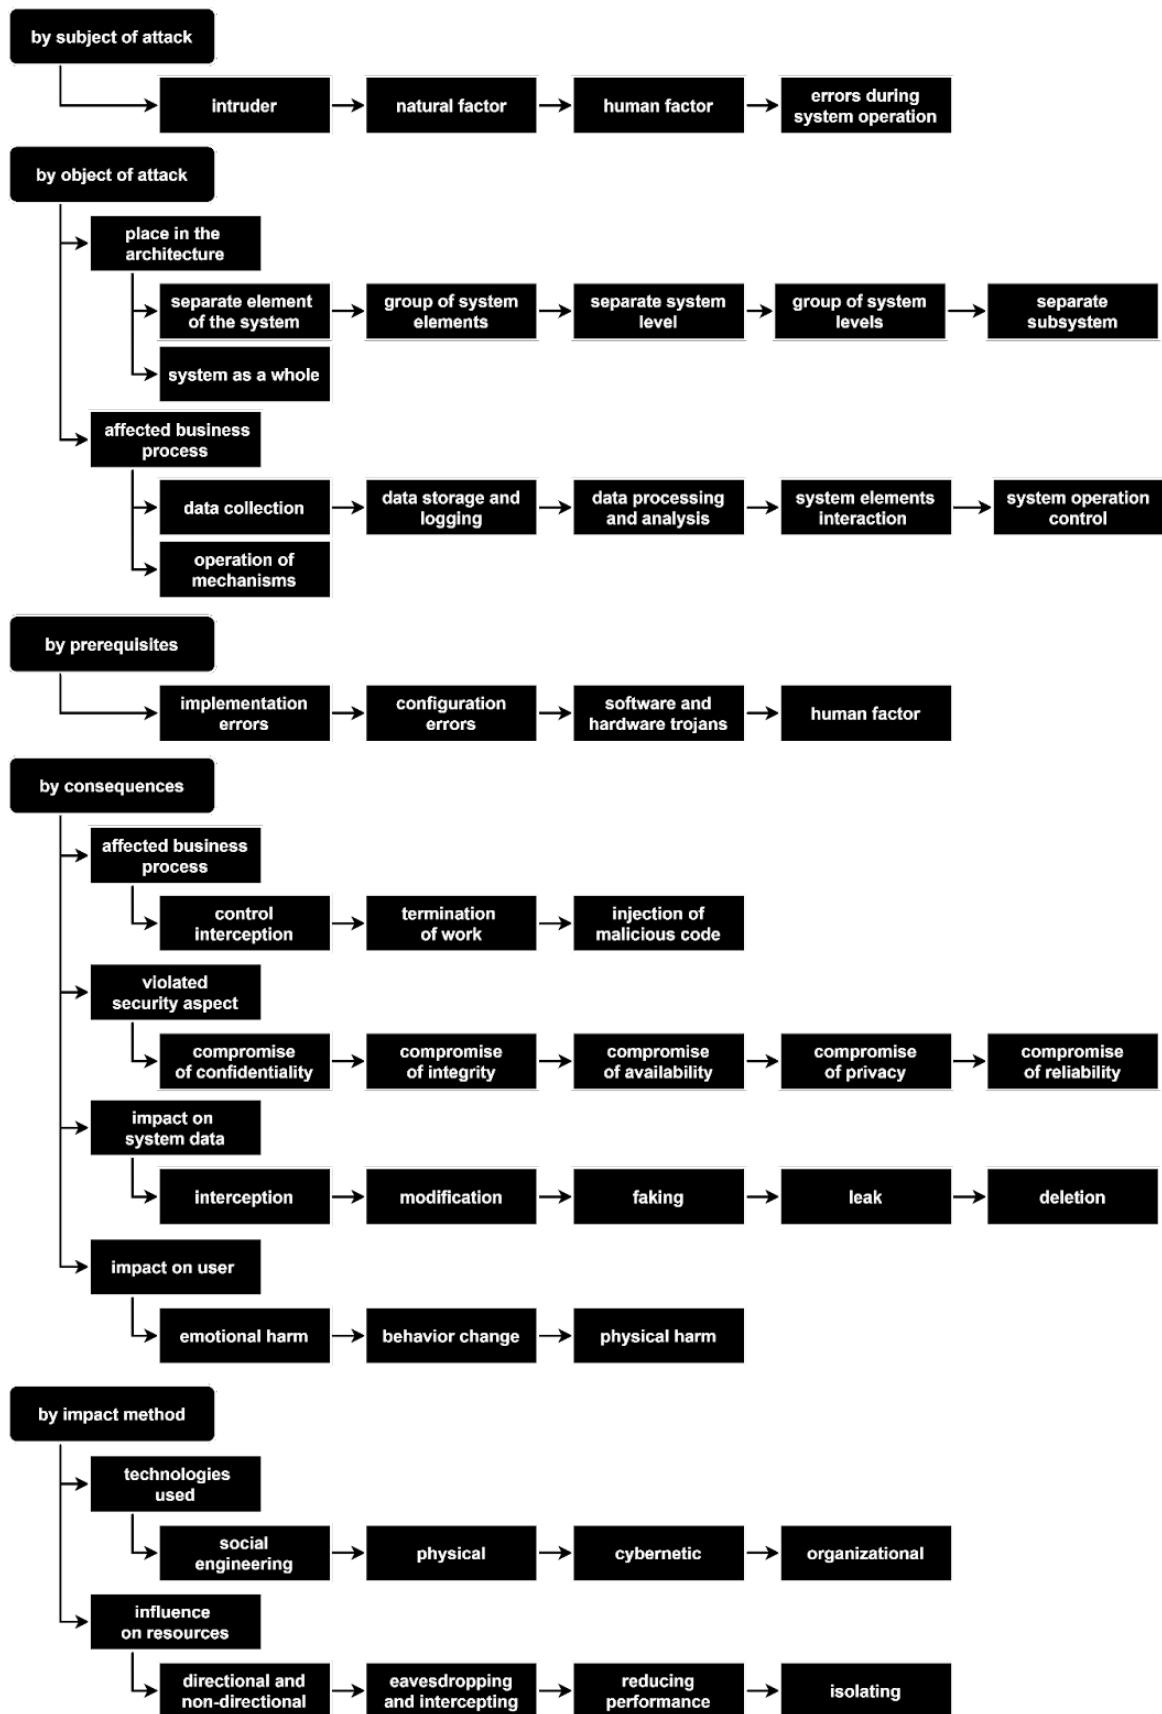 by subject of attack
intruder
natural factor
human factor
errors during
system operation
by object of attack
place in the
architecture
separate element
of the system
group of system
elements
separate system
level
group of system
levels
separate
subsystem
system as a whole
affected business
process
data collection
data storage and
logging
data processing
and analysis
system elements
interaction
system operation
control
operation of
mechanisms
by prerequisites
implementation
errors
configuration
errors
software and
hardware trojans
human factor
by consequences
affected business
process
control
interception
termination
of work
injection of
malicious code
violated
security aspect
compromise
of confidentiality
compromise
of integrity
compromise
of availability
compromise
of privacy
compromise
of reliability
impact on
system data
interception
modification
faking
leak
deletion
impact on user
emotional harm
behavior change
physical harm
by impact method
technologies
used
social
engineering
physical
cybernetic
organizational
influence
on resources
directional and
non-directional
eavesdropping
and intercepting
reducing
performance
isolating